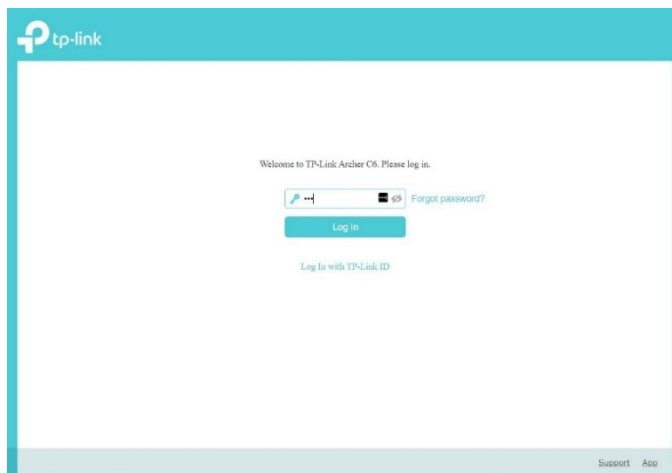 tp-link
Welcome to TP-Link Archer C6. Please log in.
Forgot password?
Log In
Log In with TP-Link ID
Support App